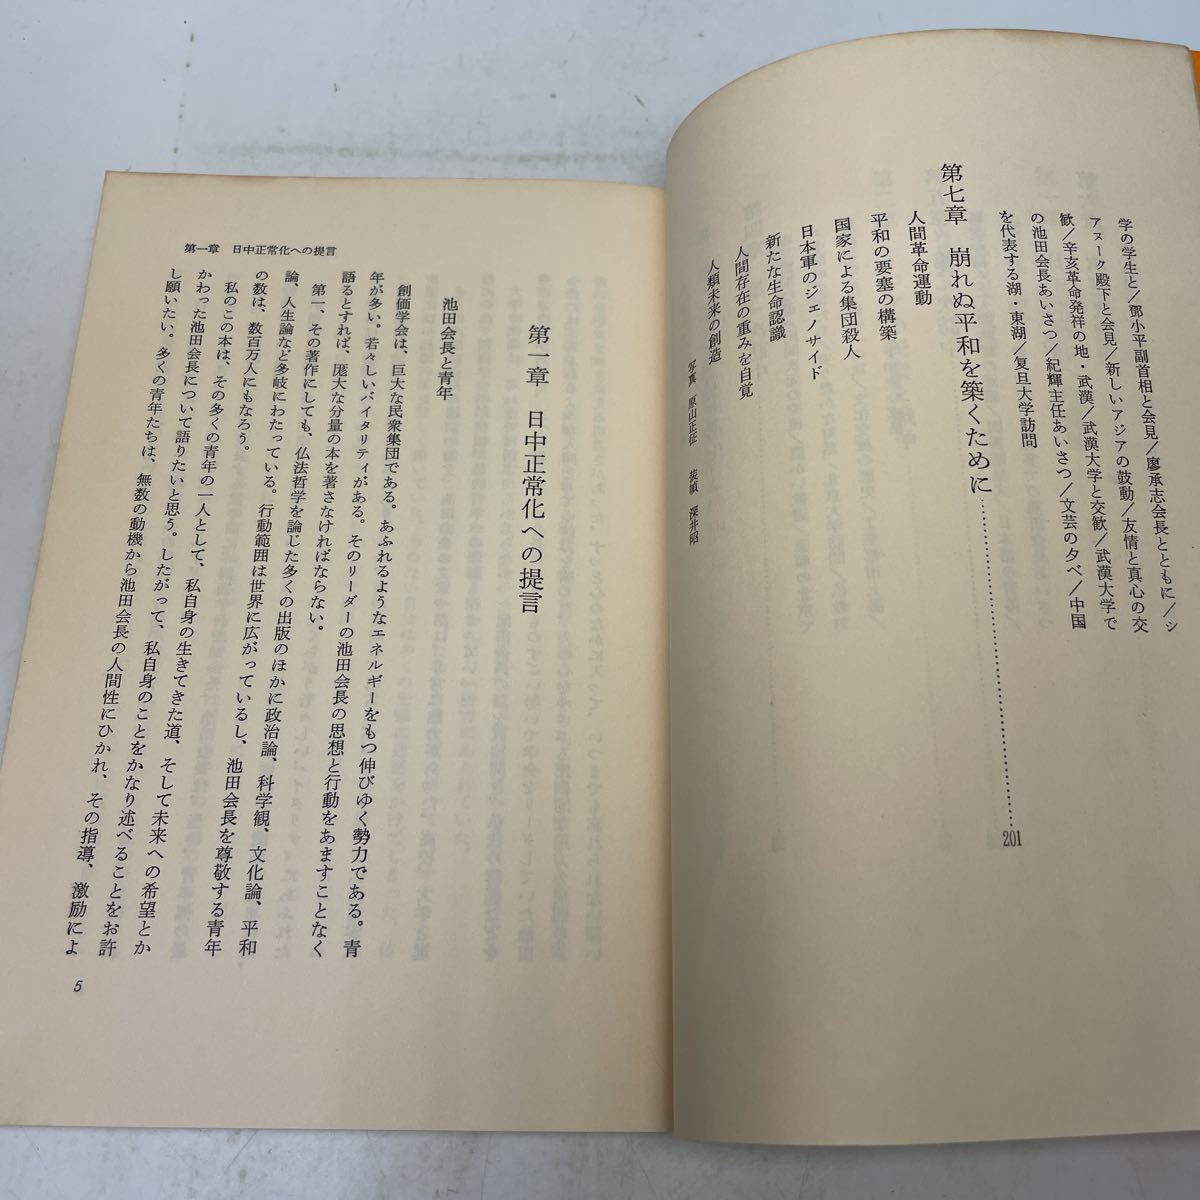 学の学生と／鄧小平副首相と会見／廖承志会長とともに／シ
アヌーク殿下と会見／新しいアジアの鼓動／友情と真心の交
歓／辛亥革命発祥の地・武漢／武漢大学と交歓／武漢大学で
の池田会長あいさつ／紀輝主任あいさつ／文芸の夕べ／中国
を代表する湖・東湖／复旦大学訪問
第七章　崩れぬ平和を築くために…………………201
人間革命運動
平和の要塞の構築
国家による集団殺人
日本軍のジェノサイド
新たな生命認識
人間存在の重みを自覚
人類未来の創造
写真　原山正征　装幀　深井昭
第一章　日中正常化への提言
第一章　日中正常化への提言
池田会長と青年
創価学会は、巨大な民衆集団である。あふれるようなエネルギーをもつ伸びゆく勢力である。青
年が多い。若々しいバイタリティがある。そのリーダーの池田会長の思想と行動をあますことなく
語るとすれば、厖大な分量の本を著さなければならない。
第一、その著作にしても、仏法哲学を論じた多くの出版のほかに政治論、科学観、文化論、平和
論、人生論など多岐にわたっている。行動範囲は世界に広がっているし、池田会長を尊敬する青年
の数は、数百万人にもなろう。
私のこの本は、その多くの青年の一人として、私自身の生きてきた道、そして未来への希望とか
かわった池田会長について語りたいと思う。したがって、私自身のことをかなり述べることをお許
し願いたい。多くの青年たちは、無数の動機から池田会長の人間性にひかれ、その指導、激励によ
5